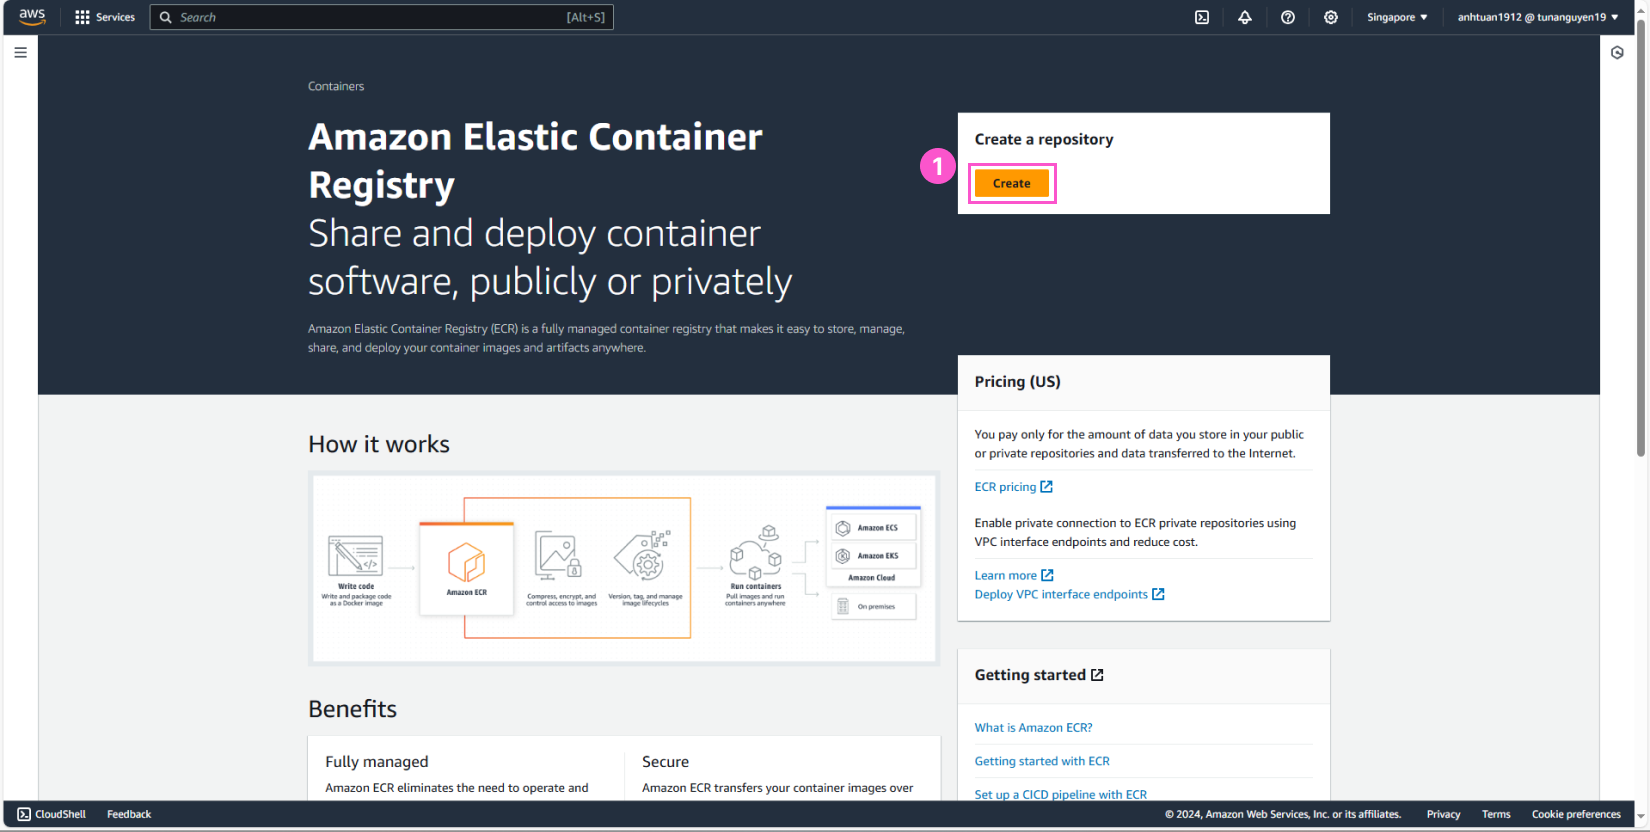 aws
Services
Search
[Alt+S]
Singapore
anhtuan1912 @ tunanguyen19
Containers
Amazon Elastic Container
Registry
Share and deploy container
software, publicly or privately
Amazon Elastic Container Registry (ECR) is a fully managed container registry that makes it easy to store, manage,
share, and deploy your container images and artifacts anywhere.
Create a repository
1
Create
Pricing (US)
You pay only for the amount of data you store in your public
or private repositories and data transferred to the Internet.
ECR pricing
Enable private connection to ECR private repositories using
VPC interface endpoints and reduce cost.
Learn more
Deploy VPC interface endpoints
How it works
Write code
Write and package code
as a Docker image
Amazon ECR
Compress, encrypt, and
control access to images
Version, tag, and manage
image lifecycles
Run containers
Pull images and run
containers anywhere
Amazon ECS
Amazon EKS
Amazon Cloud
On premises
Getting started
What is Amazon ECR?
Getting started with ECR
Set up a CICD pipeline with ECR
Benefits
Fully managed
Amazon ECR eliminates the need to operate and
Secure
Amazon ECR transfers your container images over
CloudShell
Feedback
© 2024, Amazon Web Services, Inc. or its affiliates.
Privacy
Terms
Cookie preferences